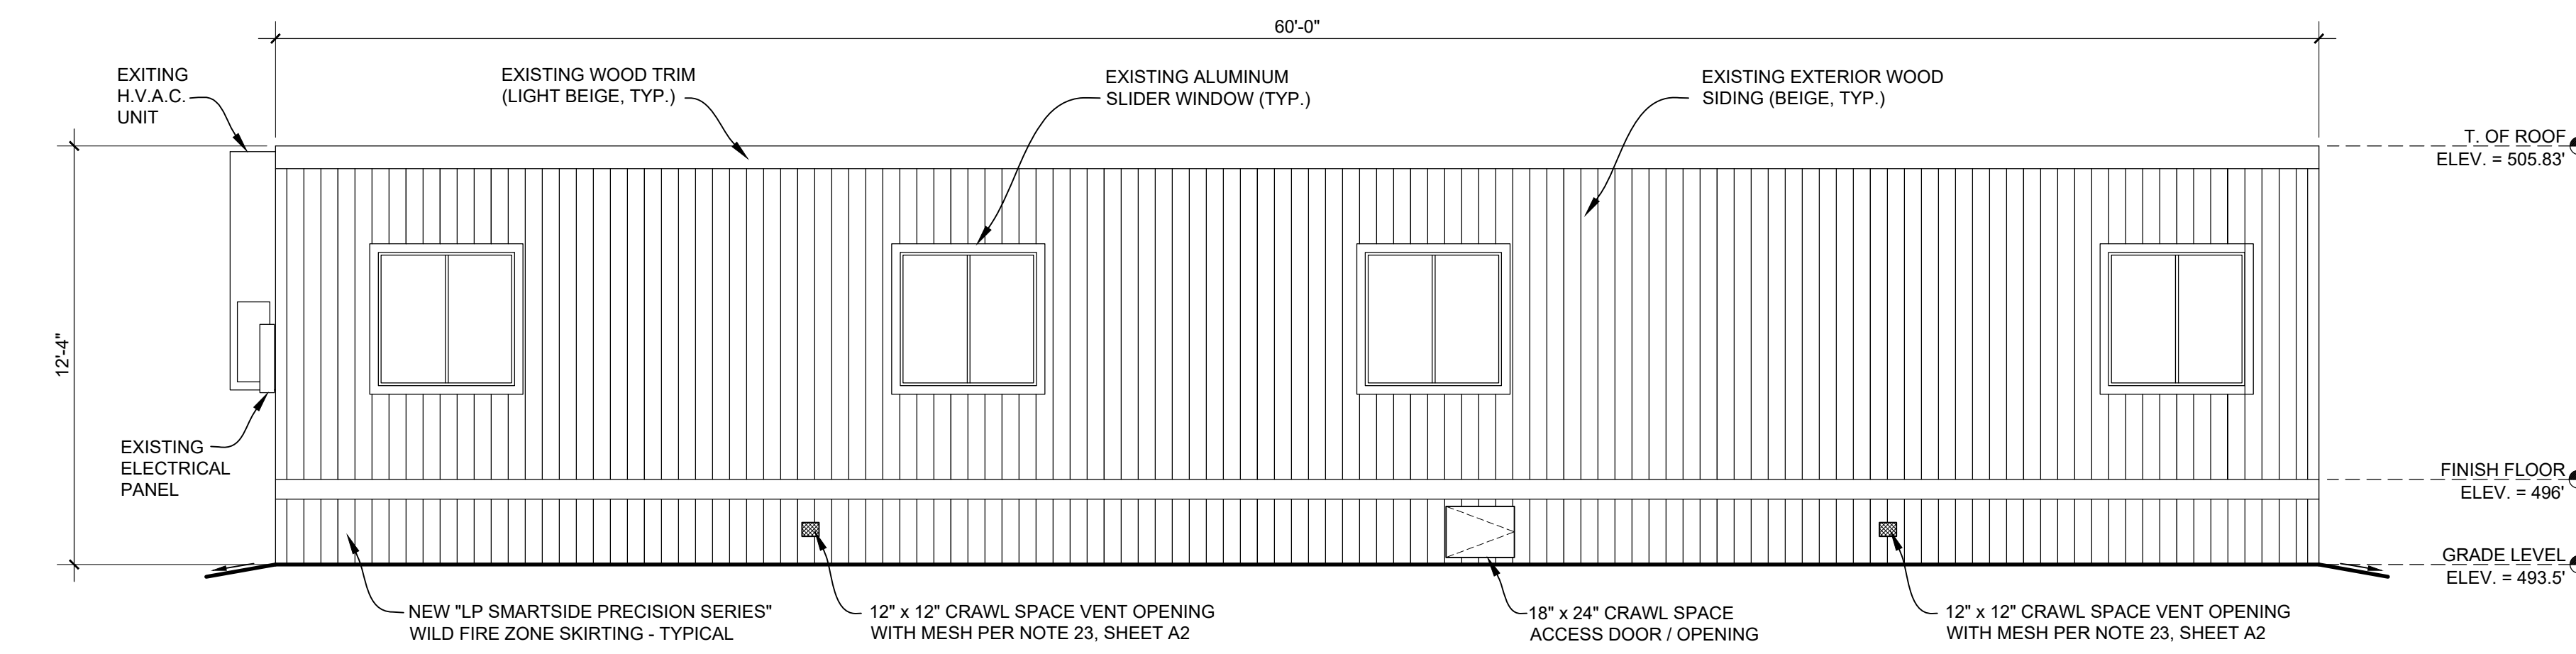 60'-0"
EXITING
H.V.A.C.
UNIT
EXISTING WOOD TRIM
(LIGHT BEIGE, TYP.)
EXISTING ALUMINUM
SLIDER WINDOW (TYP.)
EXISTING EXTERIOR WOOD
SIDING (BEIGE, TYP.)
T. OF ROOF
ELEV. = 505.83'
12'-4"
EXISTING
ELECTRICAL
PANEL
FINISH FLOOR
ELEV. = 496'
GRADE LEVEL
ELEV. = 493.5'
NEW "LP SMARTSIDE PRECISION SERIES"
WILD FIRE ZONE SKIRTING - TYPICAL
12" x 12" CRAWL SPACE VENT OPENING
WITH MESH PER NOTE 23, SHEET A2
18" x 24" CRAWL SPACE
ACCESS DOOR / OPENING
12" x 12" CRAWL SPACE VENT OPENING
WITH MESH PER NOTE 23, SHEET A2